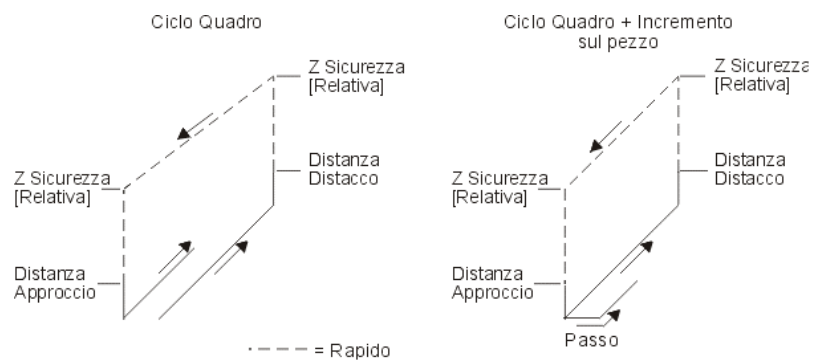 Ciclo Quadro
Z Sicurezza
[Relativa]
Z Sicurezza
[Relativa]
Distanza
Distacco
Distanza
Approccio
Ciclo Quadro + Incremento
sul pezzo
Z Sicurezza
[Relativa]
Z Sicurezza
[Relativa]
Distanza
Distacco
Distanza
Approccio
Passo
= Rapido